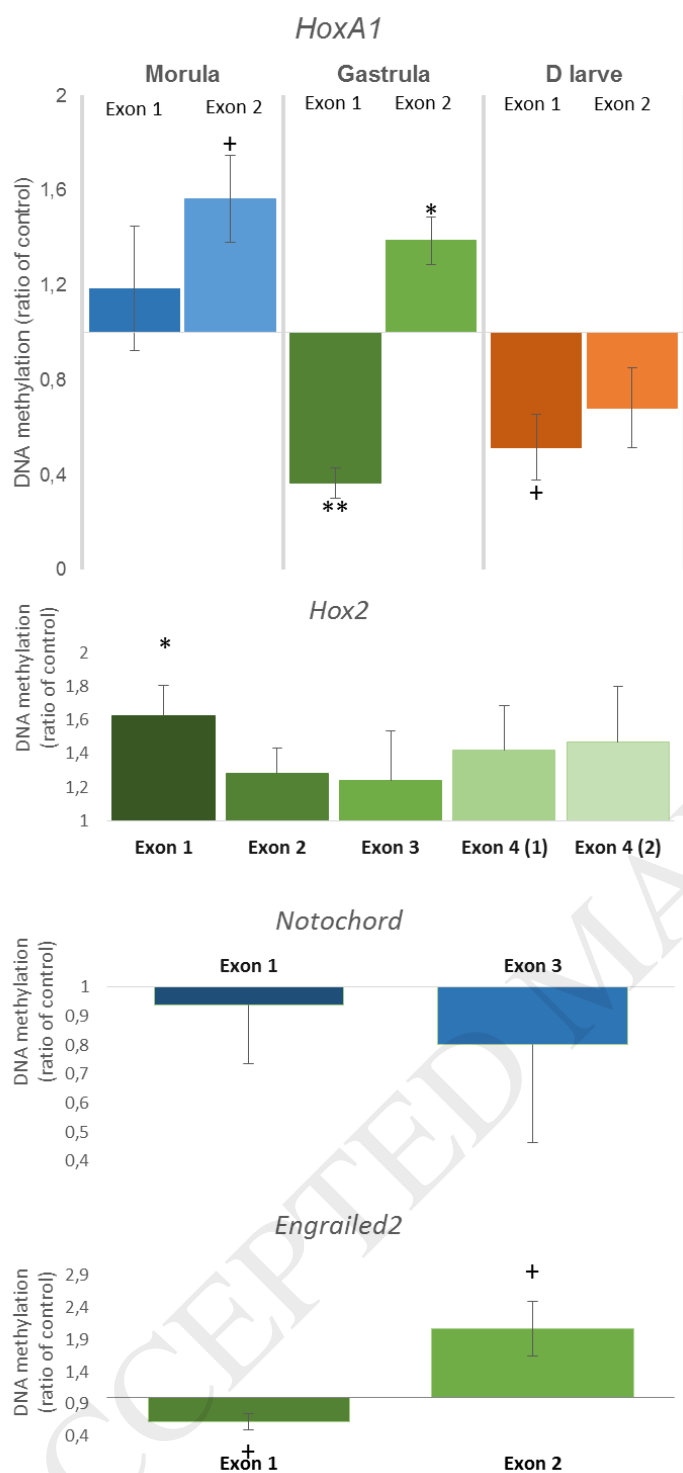 HoxA1
Morula Gastrula D larve
Exon 1 Exon 2 Exon 1 Exon 2 Exon 1 Exon 2
DNA methylation (ratio of control)
2
1,6
1,2
0,8
0,4
0
+
*
**
+
Hox2
DNA methylation
(ratio of control)
2
1,8
1,6
1,4
1,2
1
*
Exon 1 Exon 2 Exon 3 Exon 4 (1) Exon 4 (2)
Notochord
Exon 1 Exon 3
DNA methylation
(ratio of control)
1
0,9
0,8
0,7
0,6
0,5
0,4
Engrailed2
DNA methylation
(ratio of control)
2,9
2,4
1,9
1,4
0,9
0,4
+
+
Exon 1 Exon 2
CCEPTED MA